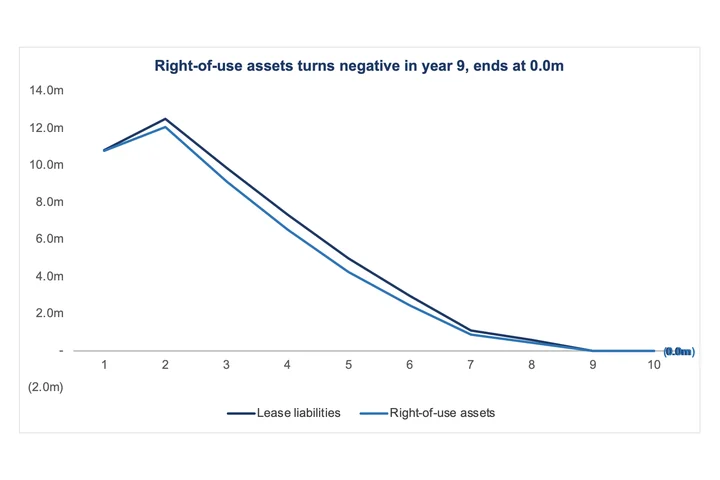 Right-of-use assets turns negative in year 9, ends at 0.0m
14.0m
12.0m
10.0m
8.0m
6.0m
4.0m
2.0m
-
(2.0m)
1 2 3 4 5 6 7 8 9 10
(0.0m)
Lease liabilities
Right-of-use assets